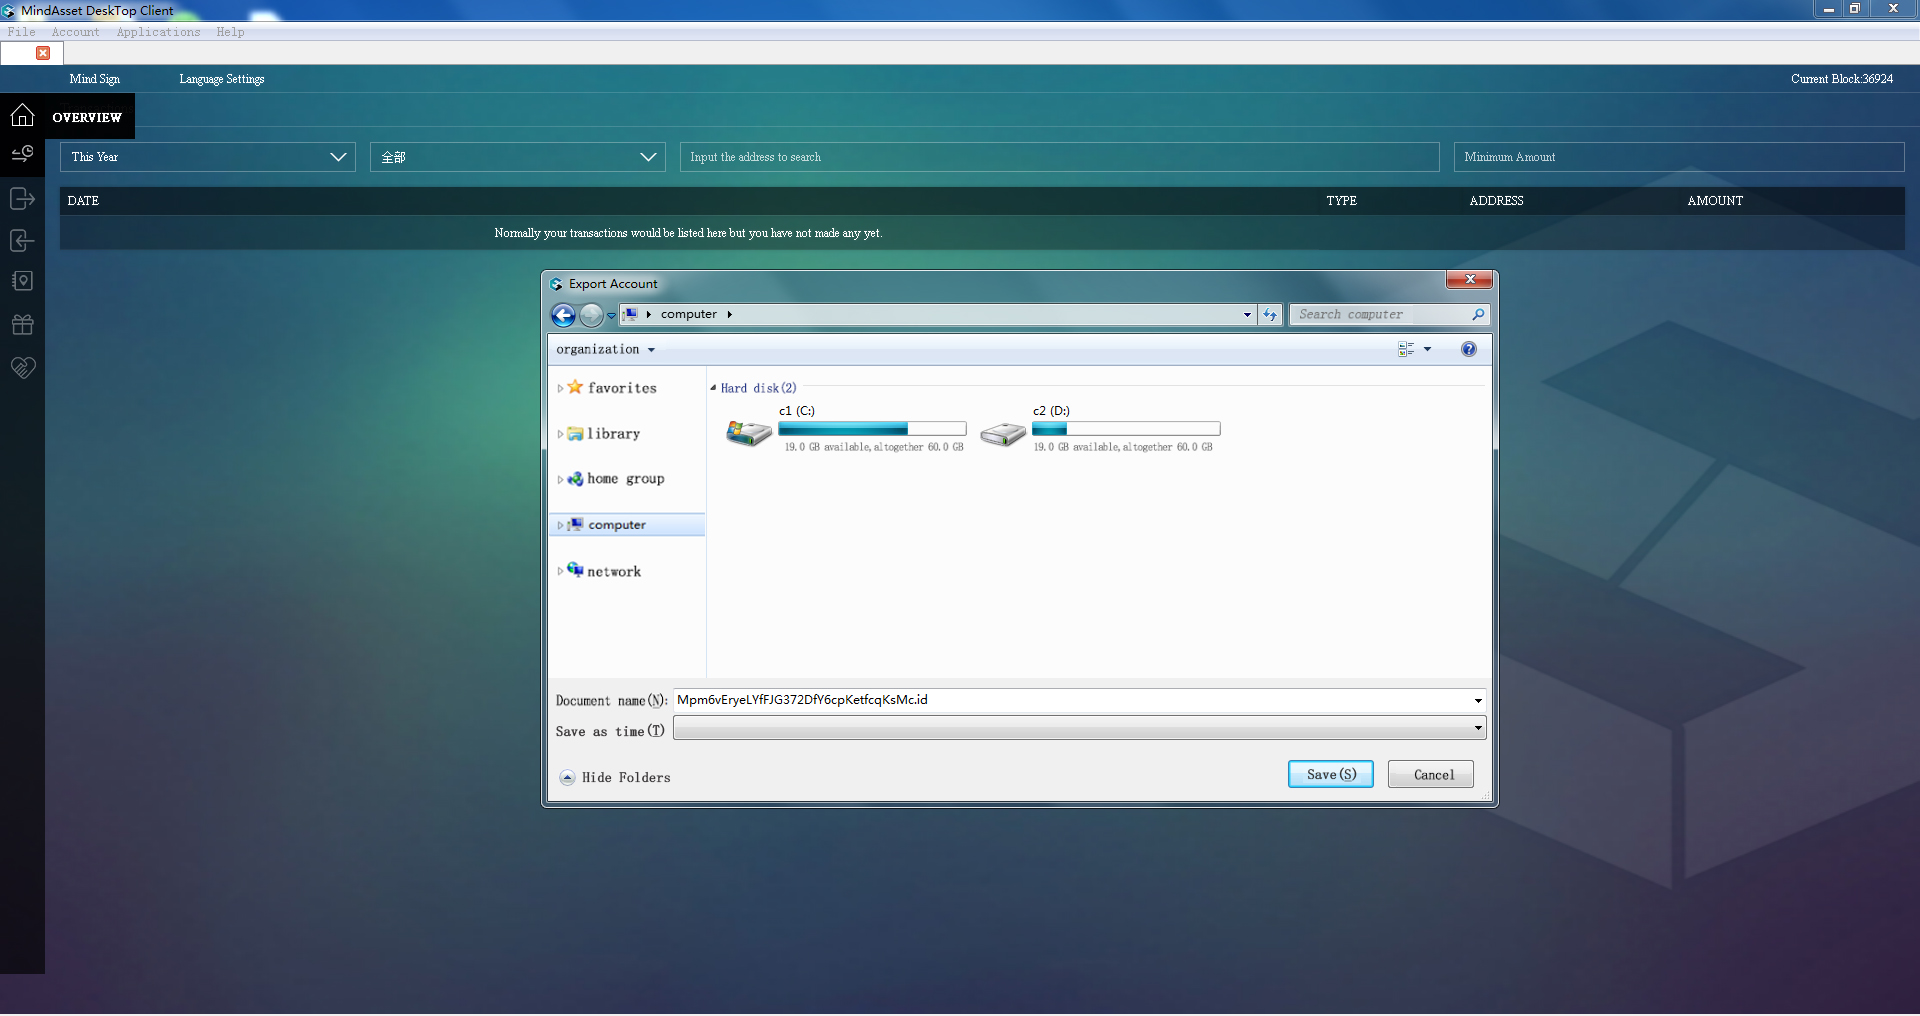 MindAsset DeskTop Client
File Account Applications Help
Mind Sign Language Settings Current Block:36924
OVERVIEW
This Year 全部 Input the address to search Minimum Amount
DATE TYPE ADDRESS AMOUNT
Normally your transactions would be listed here but you have not made any yet.
Export Account
computer Search computer
organization
favorites
library
home group
computer
network
Hard disk(2)
c1 (C:) c2 (D:)
19.0 GB available,altogether 60.0 GB 19.0 GB available,altogether 60.0 GB
Document name(N): Mpm6vEryeLYfFJG372DfY6cpKetfcqKsMc.id
Save as time(T)
Hide Folders Save(S) Cancel